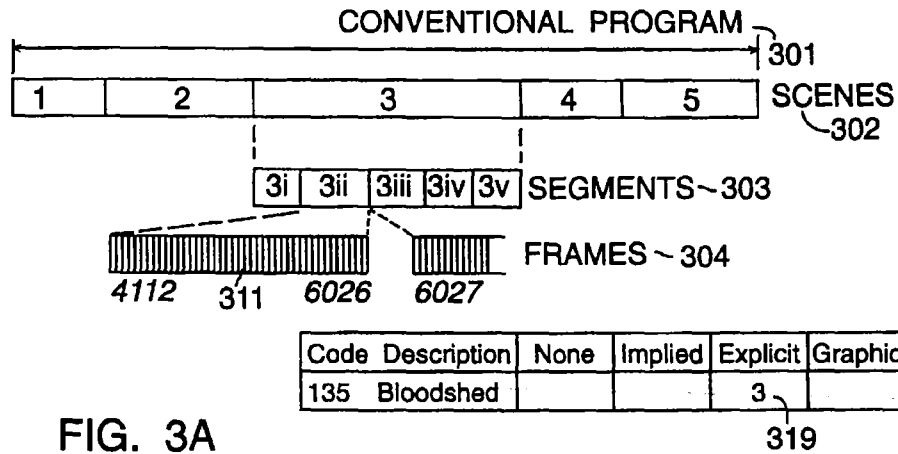 CONVENTIONAL PROGRAM 301
1 2 3 4 5 SCENES 302
3i 3ii 3iii 3iv 3v SEGMENTS 303
FRAMES 304
4112 311 6026 6027
Code Description None Implied Explicit Graphic
135 Bloodshed 3
319
FIG. 3A